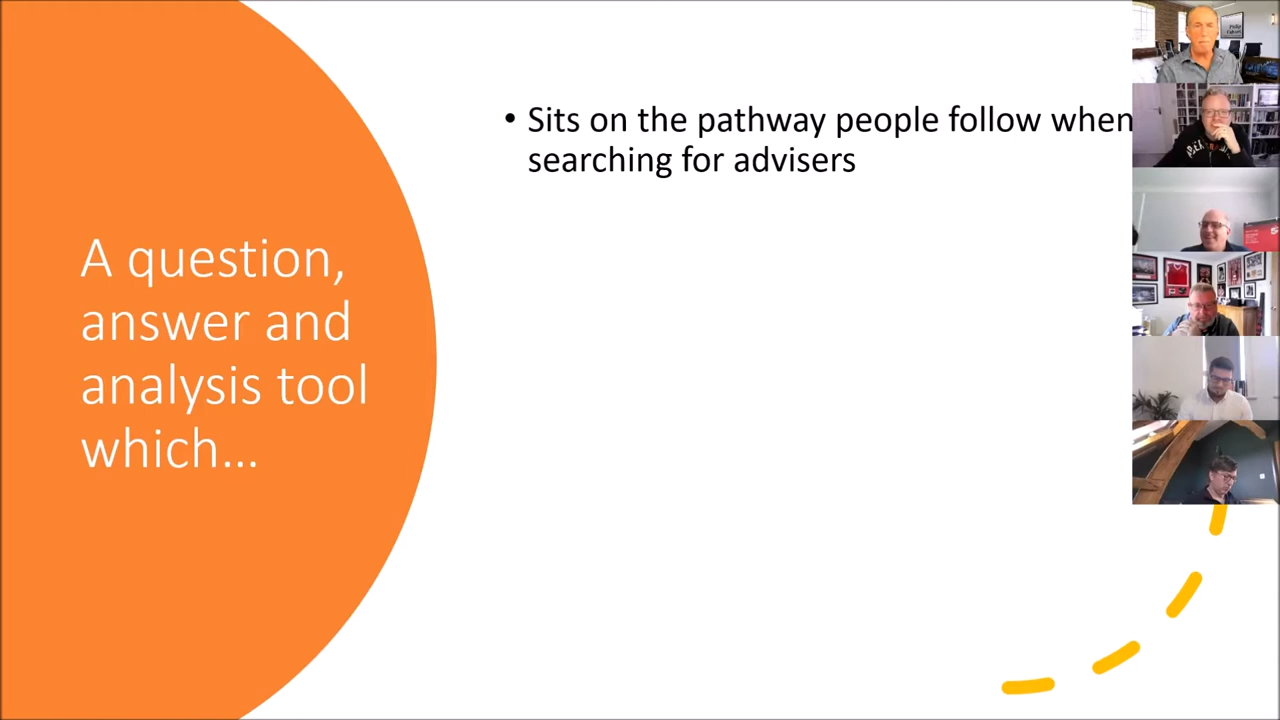 A question,
answer and
analysis tool
which...
• Sits on the pathway people follow when
searching for advisers